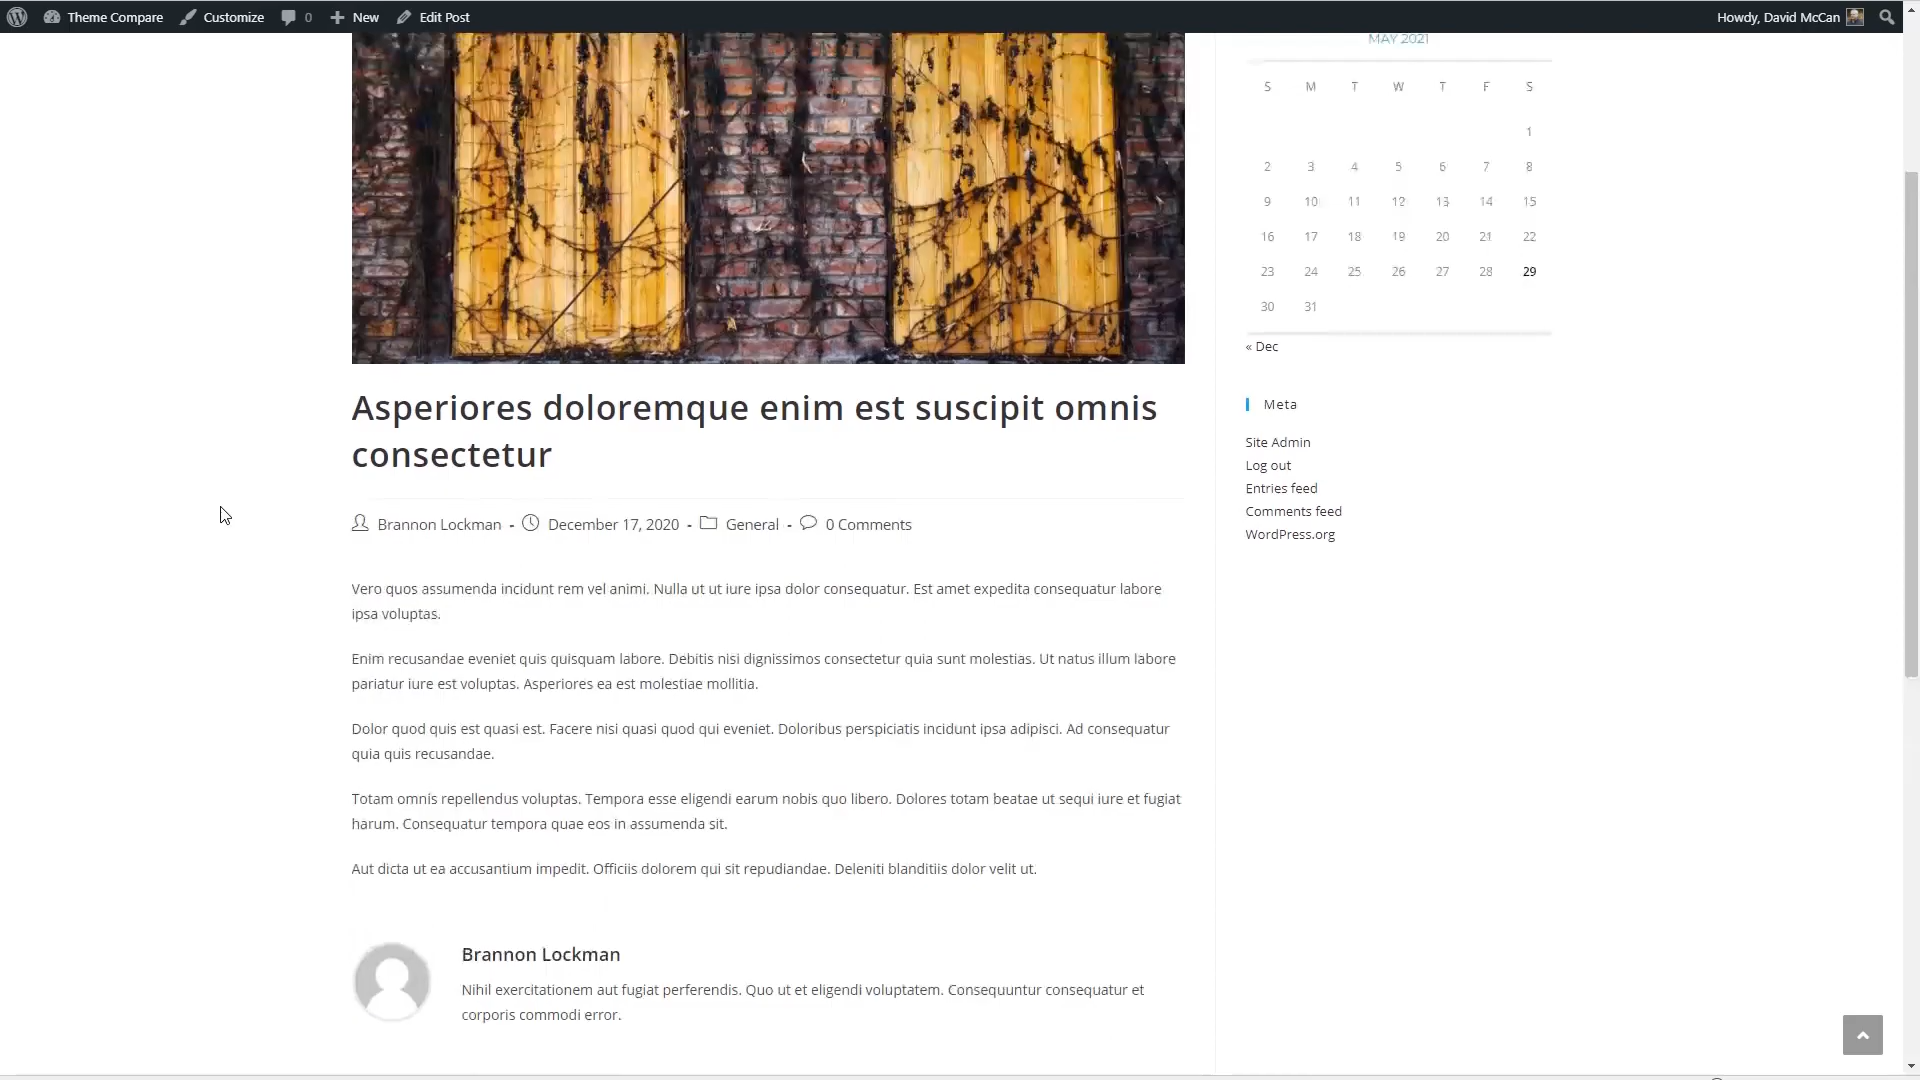 Theme Compare Customize 0 New Edit Post Howdy, David McCan
MAY 2021
S M T W T F S
1
2 3 4 5 6 7 8
9 10 11 12 13 14 15
16 17 18 19 20 21 22
23 24 25 26 27 28 29
30 31
« Dec
Meta
Site Admin
Log out
Entries feed
Comments feed
WordPress.org
Asperiores doloremque enim est suscipit omnis
consectetur
Brannon Lockman - December 17, 2020 - General - 0 Comments
Vero quos assumenda incidunt rem vel animi. Nulla ut ut iure ipsa dolor consequatur. Est amet expedita consequatur labore
ipsa voluptas.
Enim recusandae eveniet quis quisquam labore. Debitis nisi dignissimos consectetur quia sunt molestias. Ut natus illum labore
pariatur iure est voluptas. Asperiores ea est molestiae mollitia.
Dolor quod quis est quasi est. Facere nisi quasi quod qui eveniet. Doloribus perspiciatis incidunt ipsa adipisci. Ad consequatur
quia quis recusandae.
Totam omnis repellendus voluptas. Tempora esse eligendi earum nobis quo libero. Dolores totam beatae ut sequi iure et fugiat
harum. Consequatur tempora quae eos in assumenda sit.
Aut dicta ut ea accusantium impedit. Officiis dolorem qui sit repudiandae. Deleniti blanditiis dolor velit ut.
Brannon Lockman
Nihil exercitationem aut fugiat perferendis. Quo ut et eligendi voluptatem. Consequuntur consequatur et
corporis commodi error.